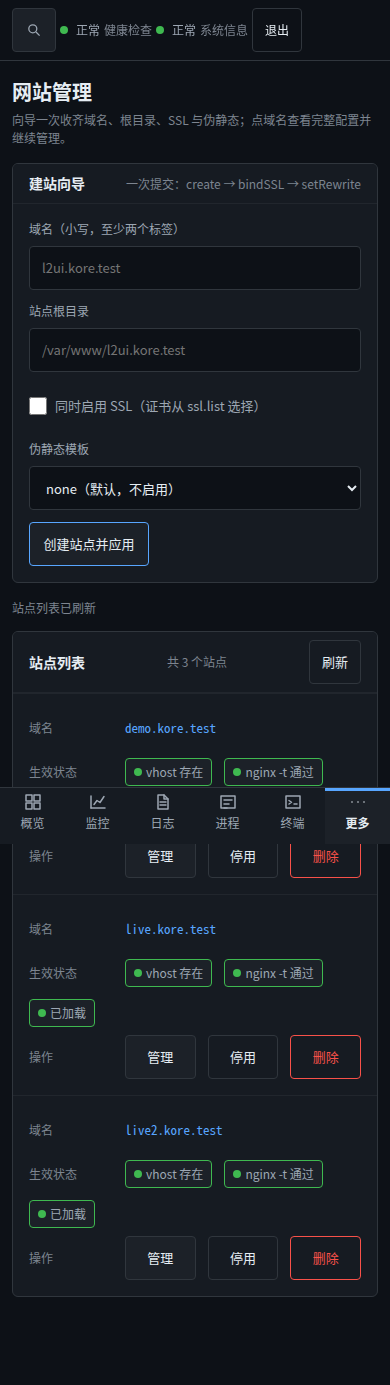 正常 健康检查 正常 系统信息 退出
网站管理
向导一次收齐域名、根目录、SSL 与伪静态；点域名查看完整配置并
继续管理。
建站向导 一次提交：create → bindSSL → setRewrite
域名（小写，至少两个标签）
l2ui.kore.test
站点根目录
/var/www/l2ui.kore.test
同时启用 SSL（证书从 ssl.list 选择）
伪静态模板
none（默认，不启用）
创建站点并应用
站点列表已刷新
站点列表 共 3 个站点 刷新
域名 demo.kore.test
生效状态 vhost 存在 nginx -t 通过
概览 监控 日志 进程 终端 更多
操作 管理 停用 删除
域名 live.kore.test
生效状态 vhost 存在 nginx -t 通过
已加载
操作 管理 停用 删除
域名 live2.kore.test
生效状态 vhost 存在 nginx -t 通过
已加载
操作 管理 停用 删除